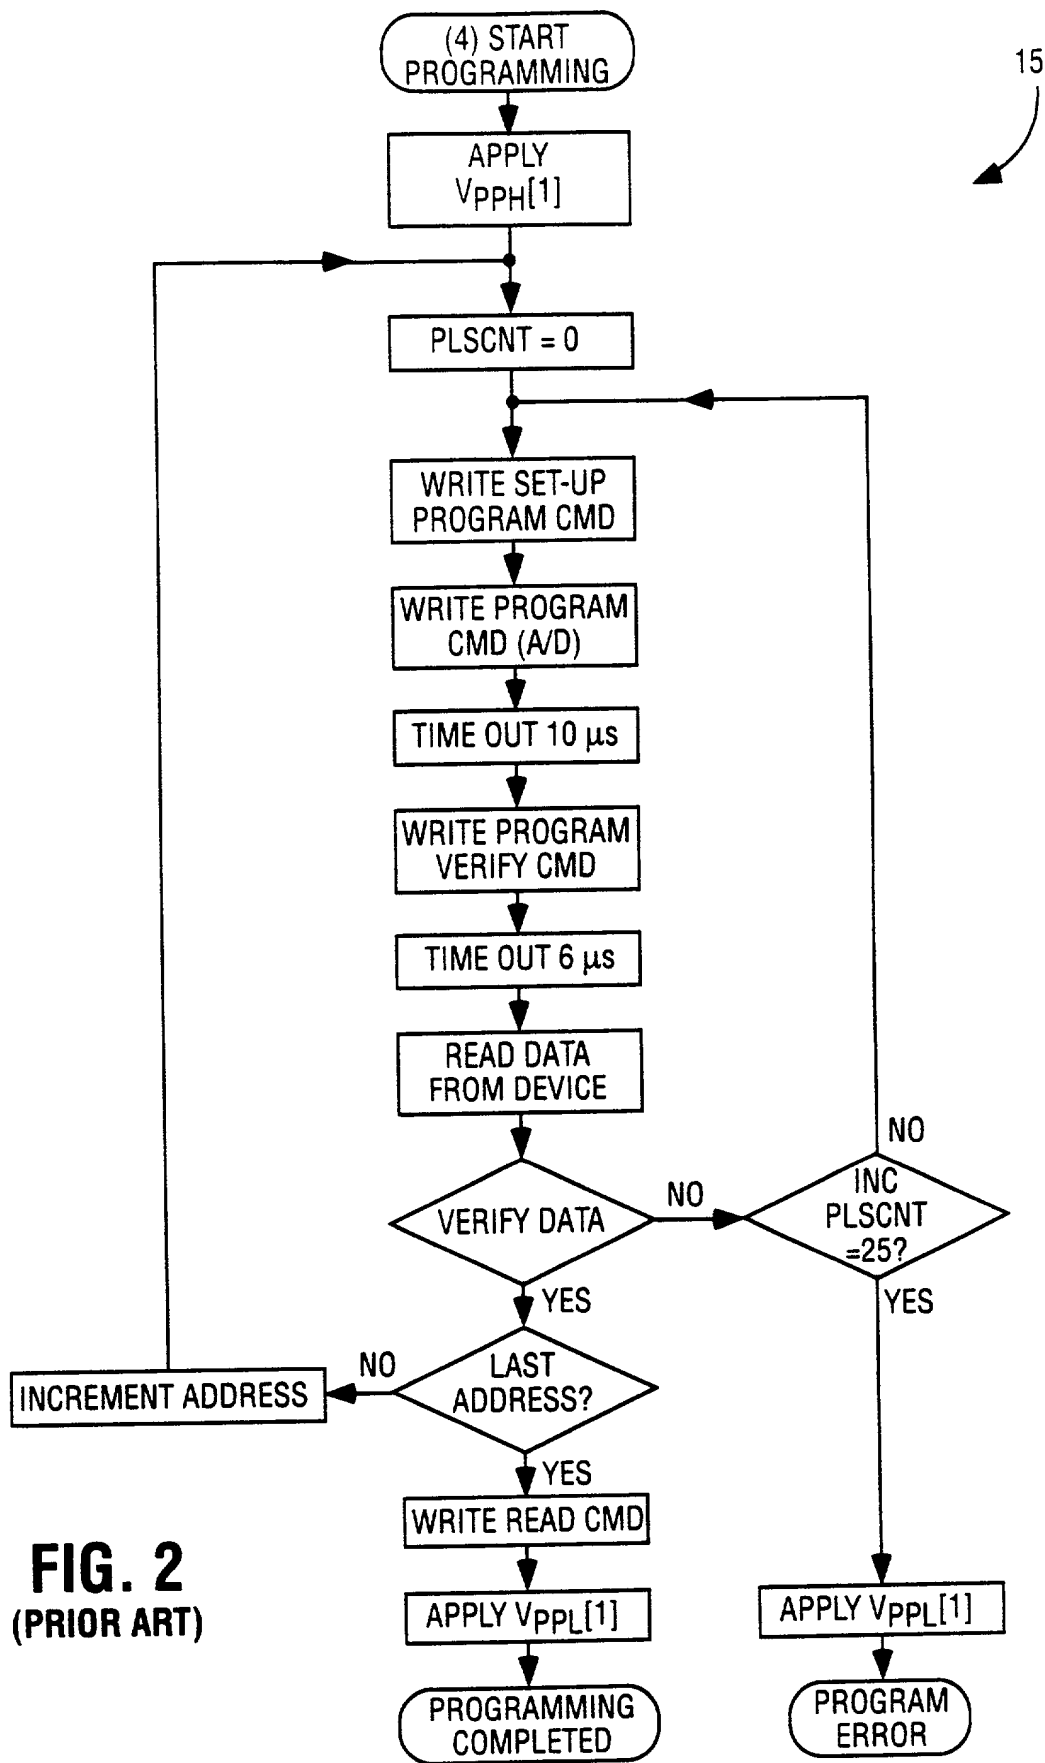 (4) START
PROGRAMMING
15
APPLY
VPPH[1]
PLSCNT = 0
WRITE SET-UP
PROGRAM CMD
WRITE PROGRAM
CMD (A/D)
TIME OUT 10 µs
WRITE PROGRAM
VERIFY CMD
TIME OUT 6 µs
READ DATA
FROM DEVICE
NO
VERIFY DATA
NO
INC
PLSCNT
=25?
YES
YES
INCREMENT ADDRESS
NO
LAST
ADDRESS?
YES
WRITE READ CMD
APPLY VPPL[1]
APPLY VPPL[1]
PROGRAMMING
COMPLETED
PROGRAM
ERROR
FIG. 2
(PRIOR ART)